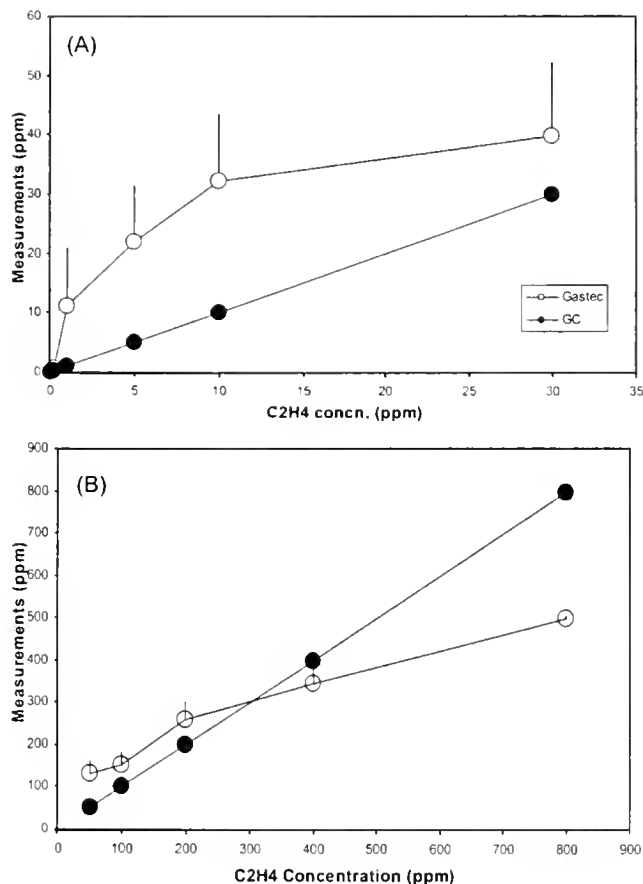 (A)
60
50
40
30
20
10
0
Measurements (ppm)
0 5 10 15 20 25 30 35
C2H4 concn. (ppm)
Gastec
GC
(B)
900
800
700
600
500
400
300
200
100
0
Measurements (ppm)
0 100 200 300 400 500 600 700 800 900
C2H4 Concentration (ppm)